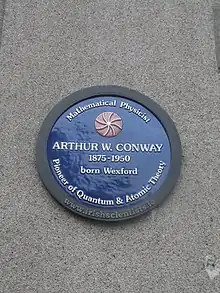 Mathematical Physicist
ARTHUR W. CONWAY
1875-1950
born Wexford
Pioneer of Quantum & Atomic Theory
www.irishscientists.ie